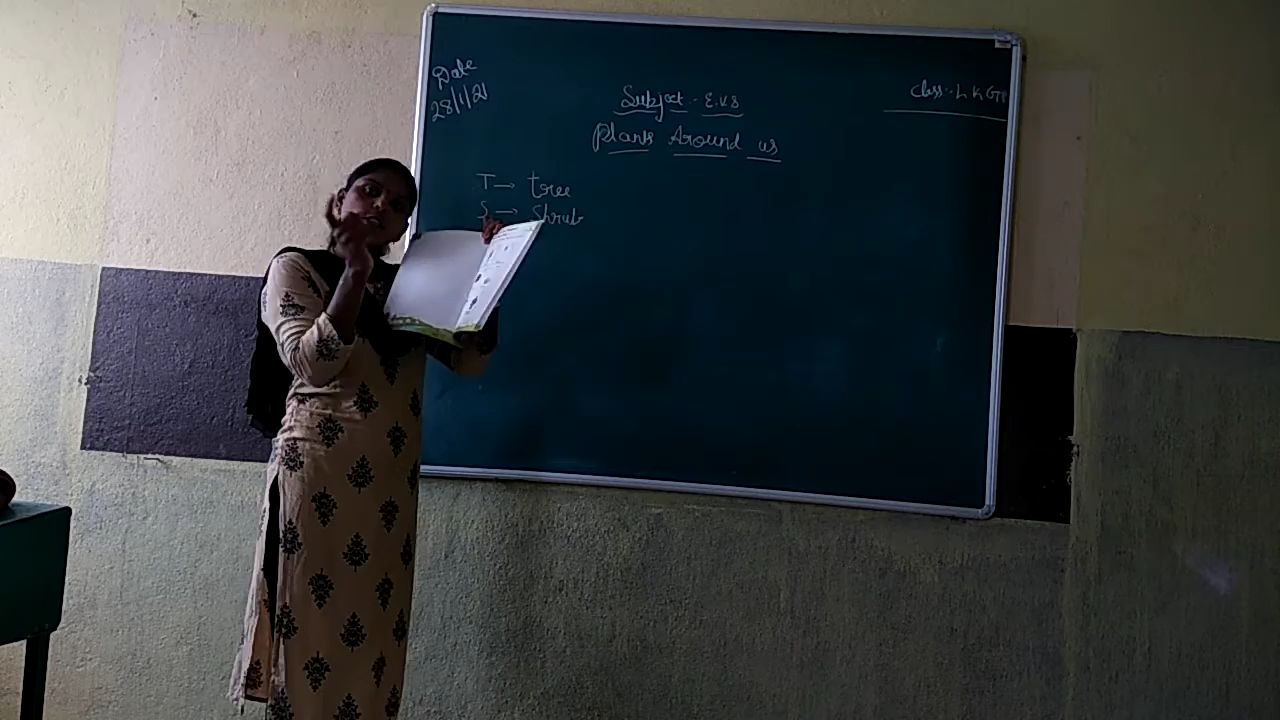 Date
28/1/21
Subject:- E.V.S
Class:- L K G
Plants Around us
T → tree
S → Shrub